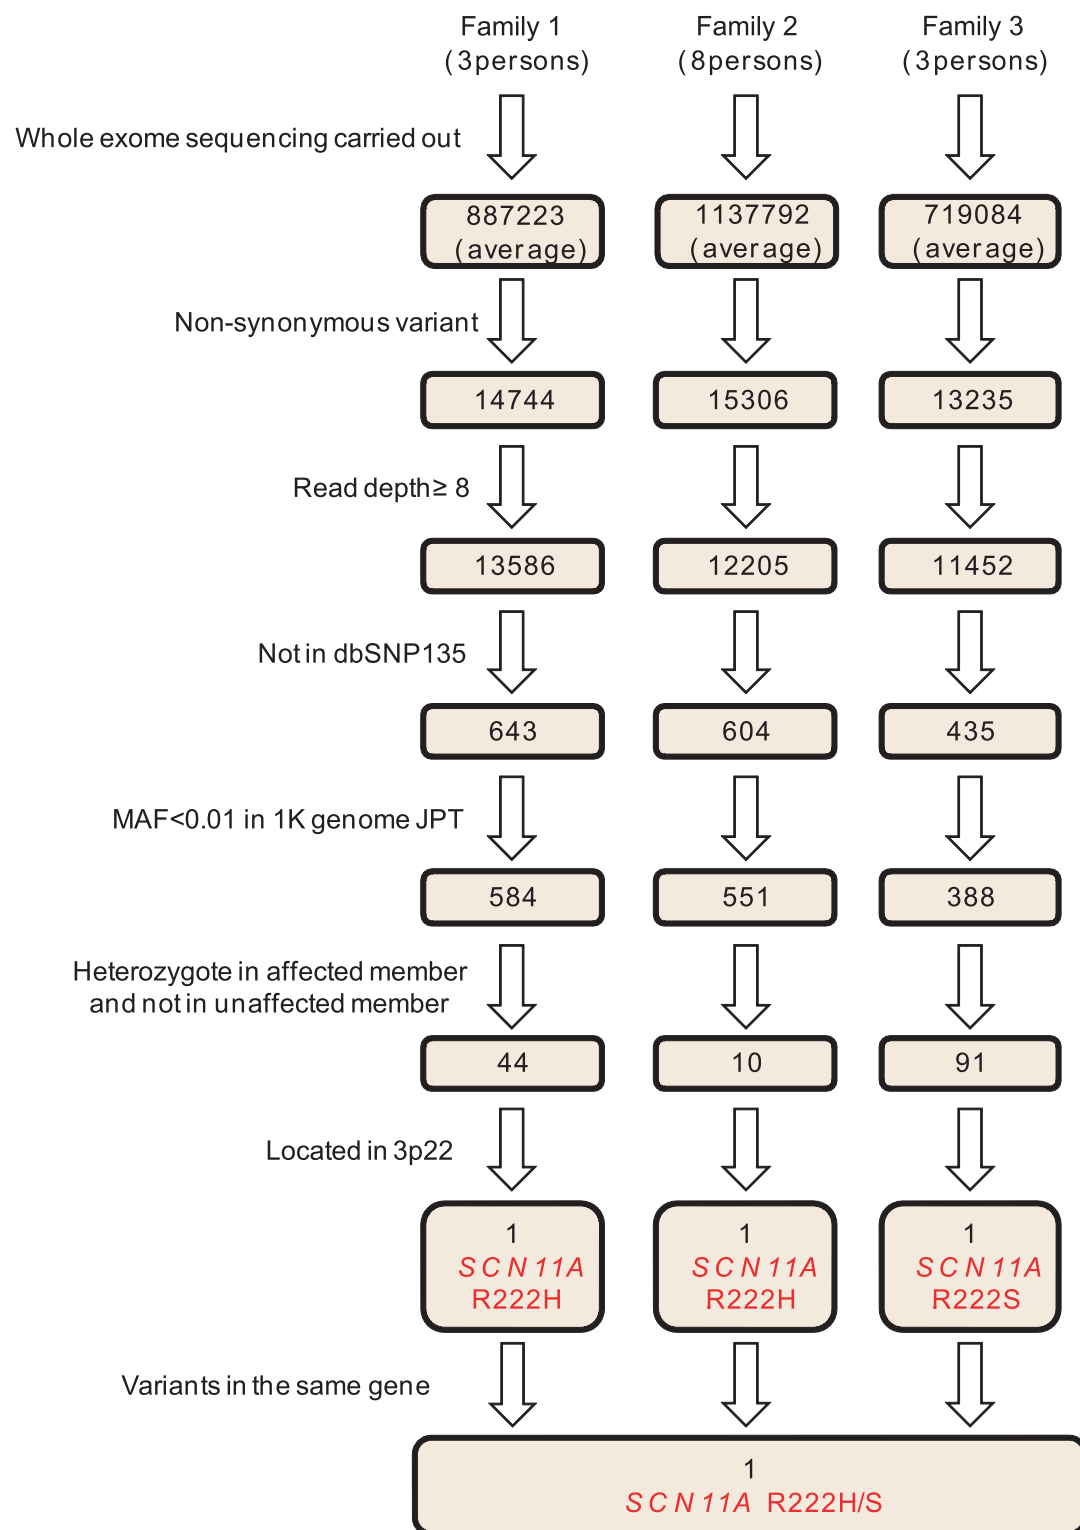 Family 1
(3persons)
Family 2
(8persons)
Family 3
(3persons)
Whole exome sequencing carried out
887223
(average)
1137792
(average)
719084
(average)
Non-synonymous variant
14744
15306
13235
Read depth≥ 8
13586
12205
11452
Not in dbSNP135
643
604
435
MAF<0.01 in 1K genome JPT
584
551
388
Heterozygote in affected member
and not in unaffected member
44
10
91
Located in 3p22
1
SCN11A
R222H
1
SCN11A
R222H
1
SCN11A
R222S
Variants in the same gene
1
SCN11A R222H/S